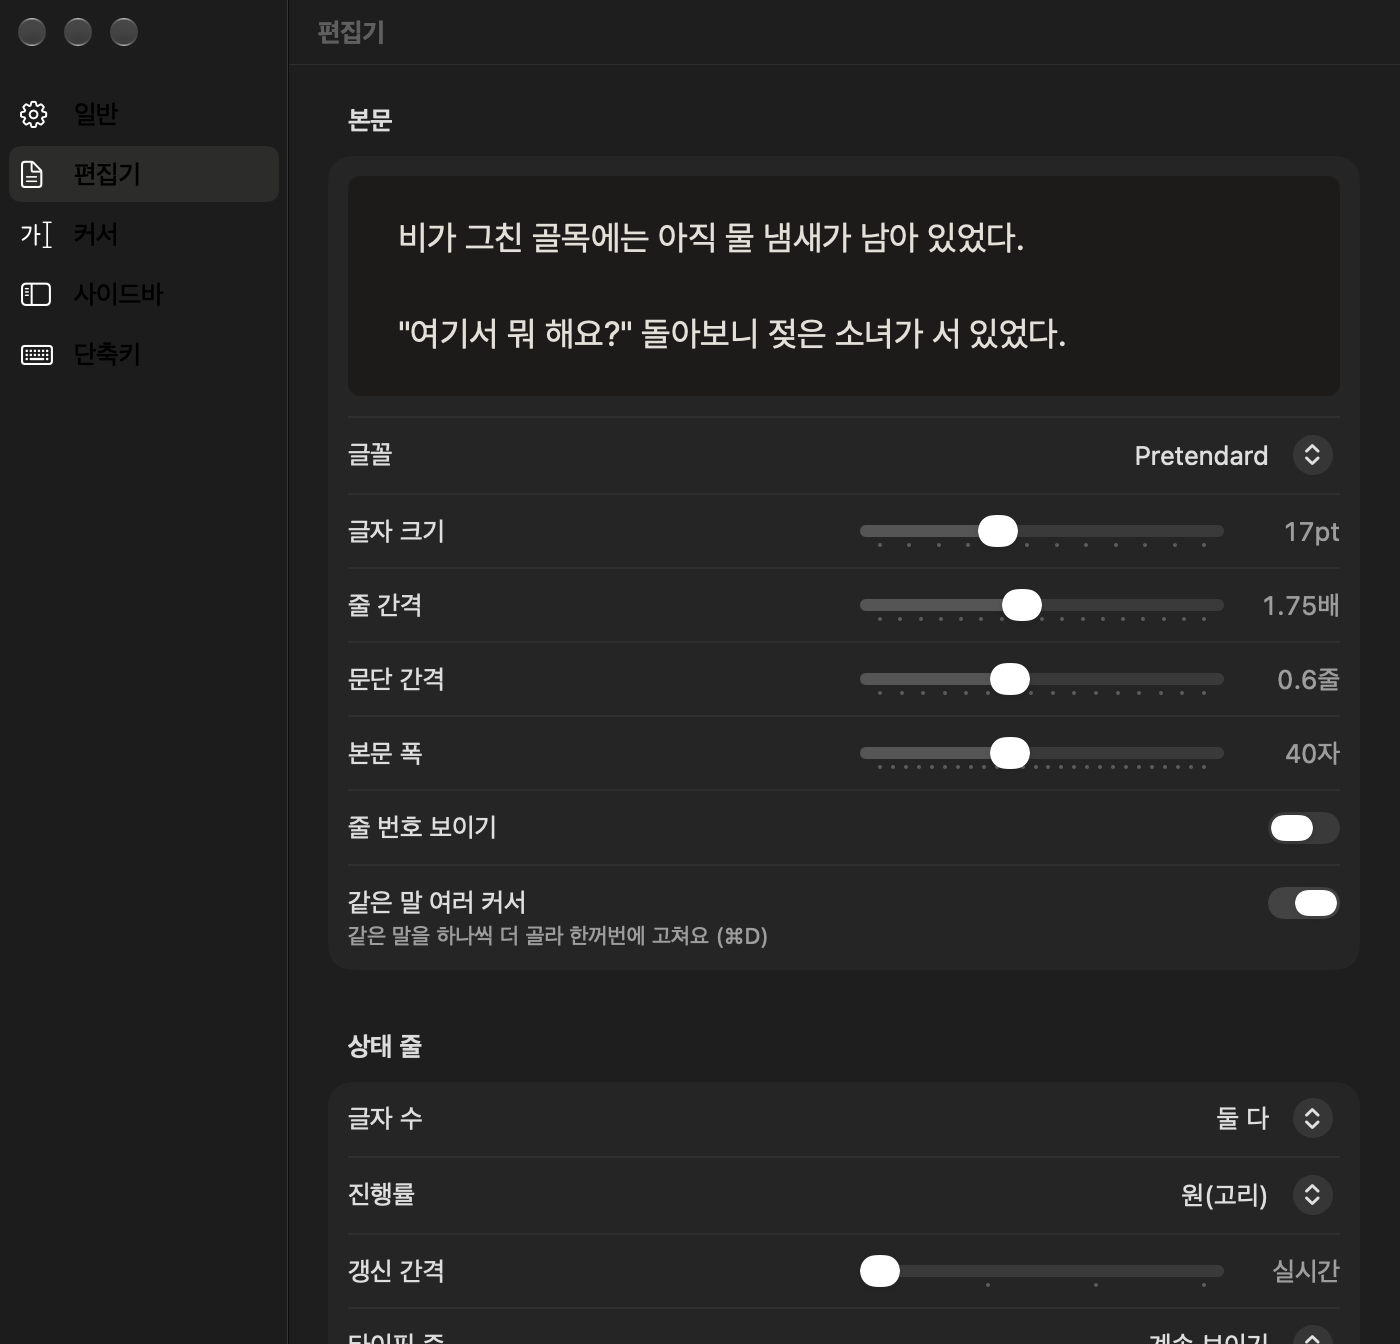 편집기
일반
편집기
커서
사이드바
단축키
본문
비가 그친 골목에는 아직 물 냄새가 남아 있었다.
"여기서 뭐 해요?" 돌아보니 젖은 소녀가 서 있었다.
글꼴 Pretendard
글자 크기 17pt
줄 간격 1.75배
문단 간격 0.6줄
본문 폭 40자
줄 번호 보이기
같은 말 여러 커서
같은 말을 하나씩 더 골라 한꺼번에 고쳐요 (⌘D)
상태 줄
글자 수 둘 다
진행률 원(고리)
갱신 간격 실시간